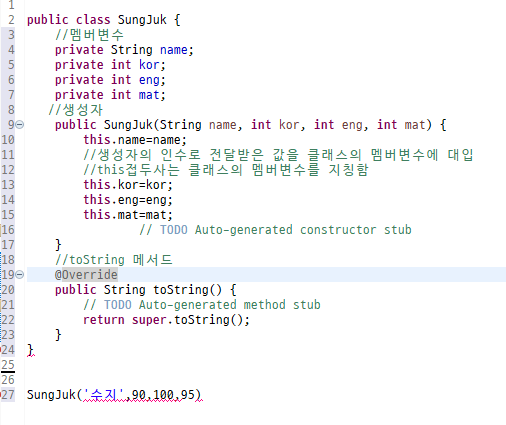 1
2 public class SungJuk {
3 //멤버변수
4 private String name;
5 private int kor;
6 private int eng;
7 private int mat;
8 //생성자
9 public SungJuk(String name, int kor, int eng, int mat) {
10 this.name=name;
11 //생성자의 인수로 전달받은 값을 클래스의 멤버변수에 대입
12 //this접두사는 클래스의 멤버변수를 지칭함
13 this.kor=kor;
14 this.eng=eng;
15 this.mat=mat;
16 // TODO Auto-generated constructor stub
17 }
18 //toString 메서드
19 @Override
20 public String toString() {
21 // TODO Auto-generated method stub
22 return super.toString();
23 }
24 }
25
26
27 SungJuk('수지',90,100,95)